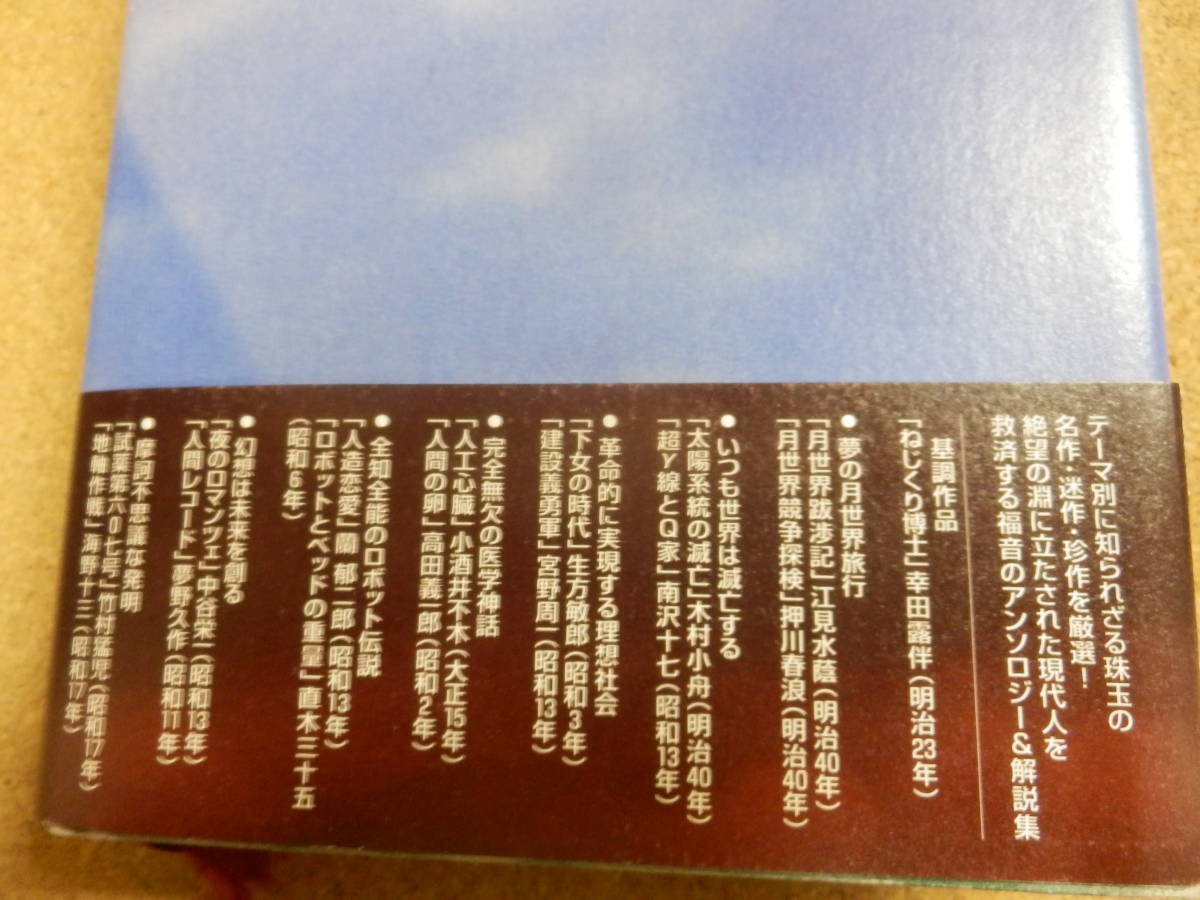 テーマ別に知られざる珠玉の
名作・迷作・珍作を厳選！
絶望の淵に立たされた現代人を
救済する福音のアンソロジー＆解説集
基調作品
「ねじくり博士」幸田露伴（明治23年）
●夢の月世界旅行
「月世界跋渉記」江見水蔭（明治40年）
「月世界競争探検」押川春浪（明治40年）
●いつも世界は滅亡する
「太陽系統の滅亡」木村小舟（明治40年）
「超Y線とQ家」南沢十七（昭和13年）
●革命的に実現する理想社会
「下女の時代」生方敏郎（昭和3年）
「建設義勇軍」宮野周一（昭和13年）
●完全無欠の医学神話
「人工心臓」小酒井不木（大正15年）
「人間の卵」高田義一郎（昭和2年）
●全知全能のロボット伝説
「人造恋愛」蘭 郁二郎（昭和13年）
「ロボットとベッドの重量」直木三十五
（昭和6年）
●幻想は未来を創る
「夜のロマンツェ」中谷栄一（昭和13年）
「人間レコード」夢野久作（昭和11年）
●摩訶不思議な発明
「試薬第六〇七号」竹村猛児（昭和17年）
「地軸作戦」海野十三（昭和17年）